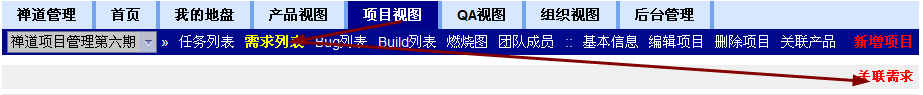 禅道管理 首页 我的地盘 产品视图 项目视图 QA视图 组织视图 后台管理
禅道项目管理第六期 » 任务列表 需求列表 Bug列表 Build列表 燃烧图 团队成员 :: 基本信息 编辑项目 删除项目 关联产品 新增项目
关联需求